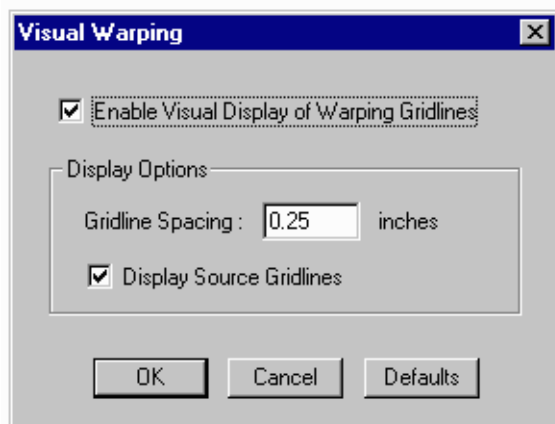 Visual Warping
Enable Visual Display of Warping Gridlines
Display Options
Gridline Spacing : 0.25 inches
Display Source Gridlines
OK Cancel Defaults